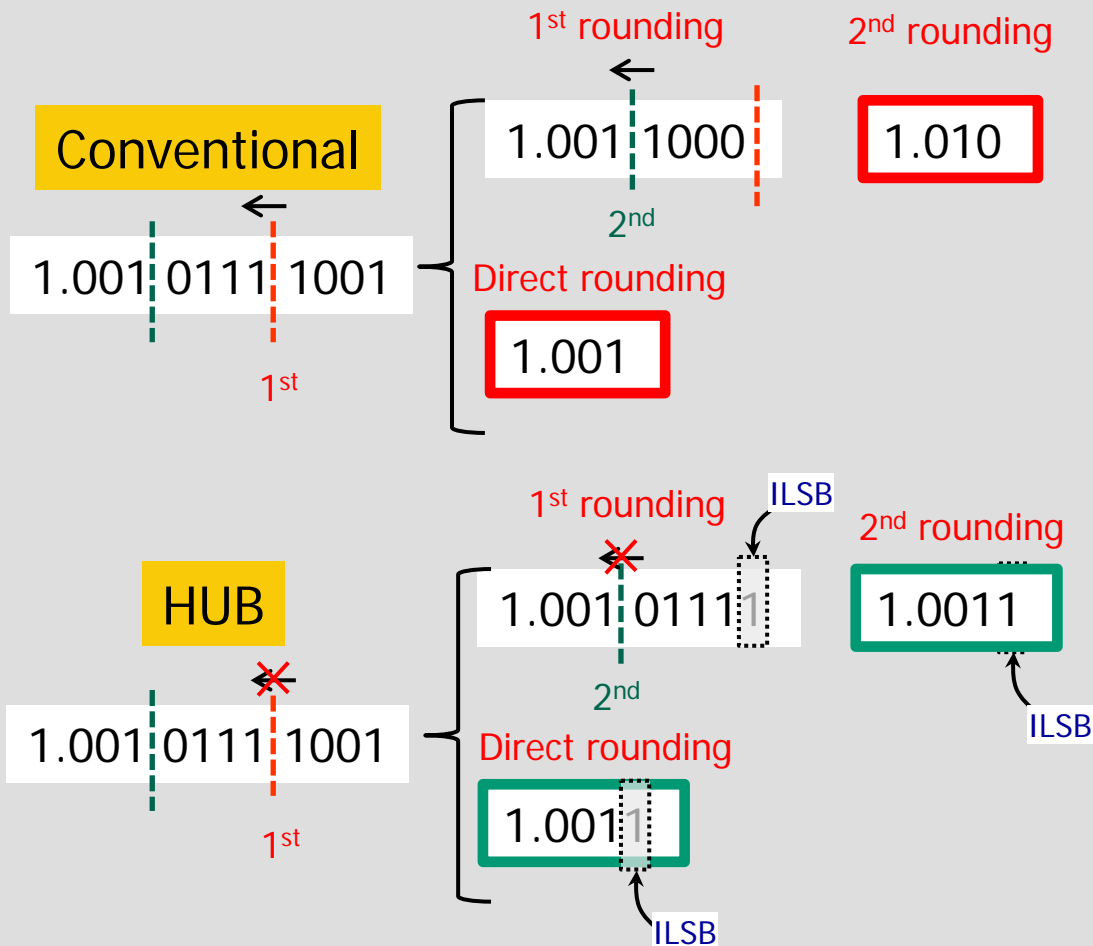 1st rounding
2nd rounding
Conventional
1.001 1000
1.010
2nd
1.001 0111 1001
Direct rounding
1.001
1st
ILSB
1st rounding
2nd rounding
HUB
1.001 01111
1.0011
2nd
ILSB
1.001 0111 1001
Direct rounding
1.0011
1st
ILSB